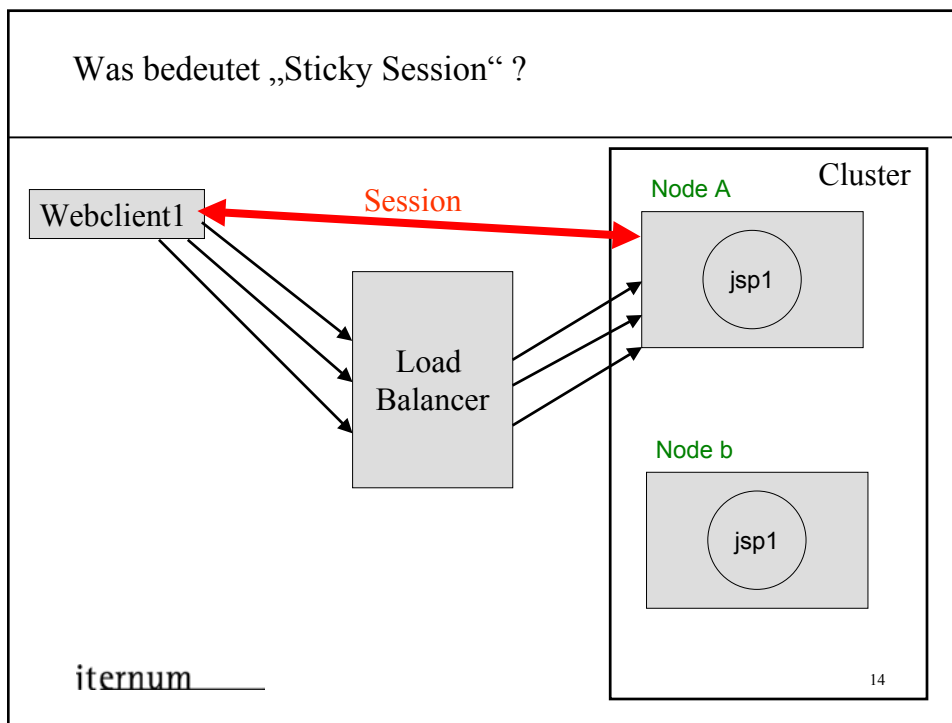 Was bedeutet „Sticky Session“ ?
Cluster
Node A
Session
Webclient1
jsp1
Load
Balancer
Node b
jsp1
iternum
14